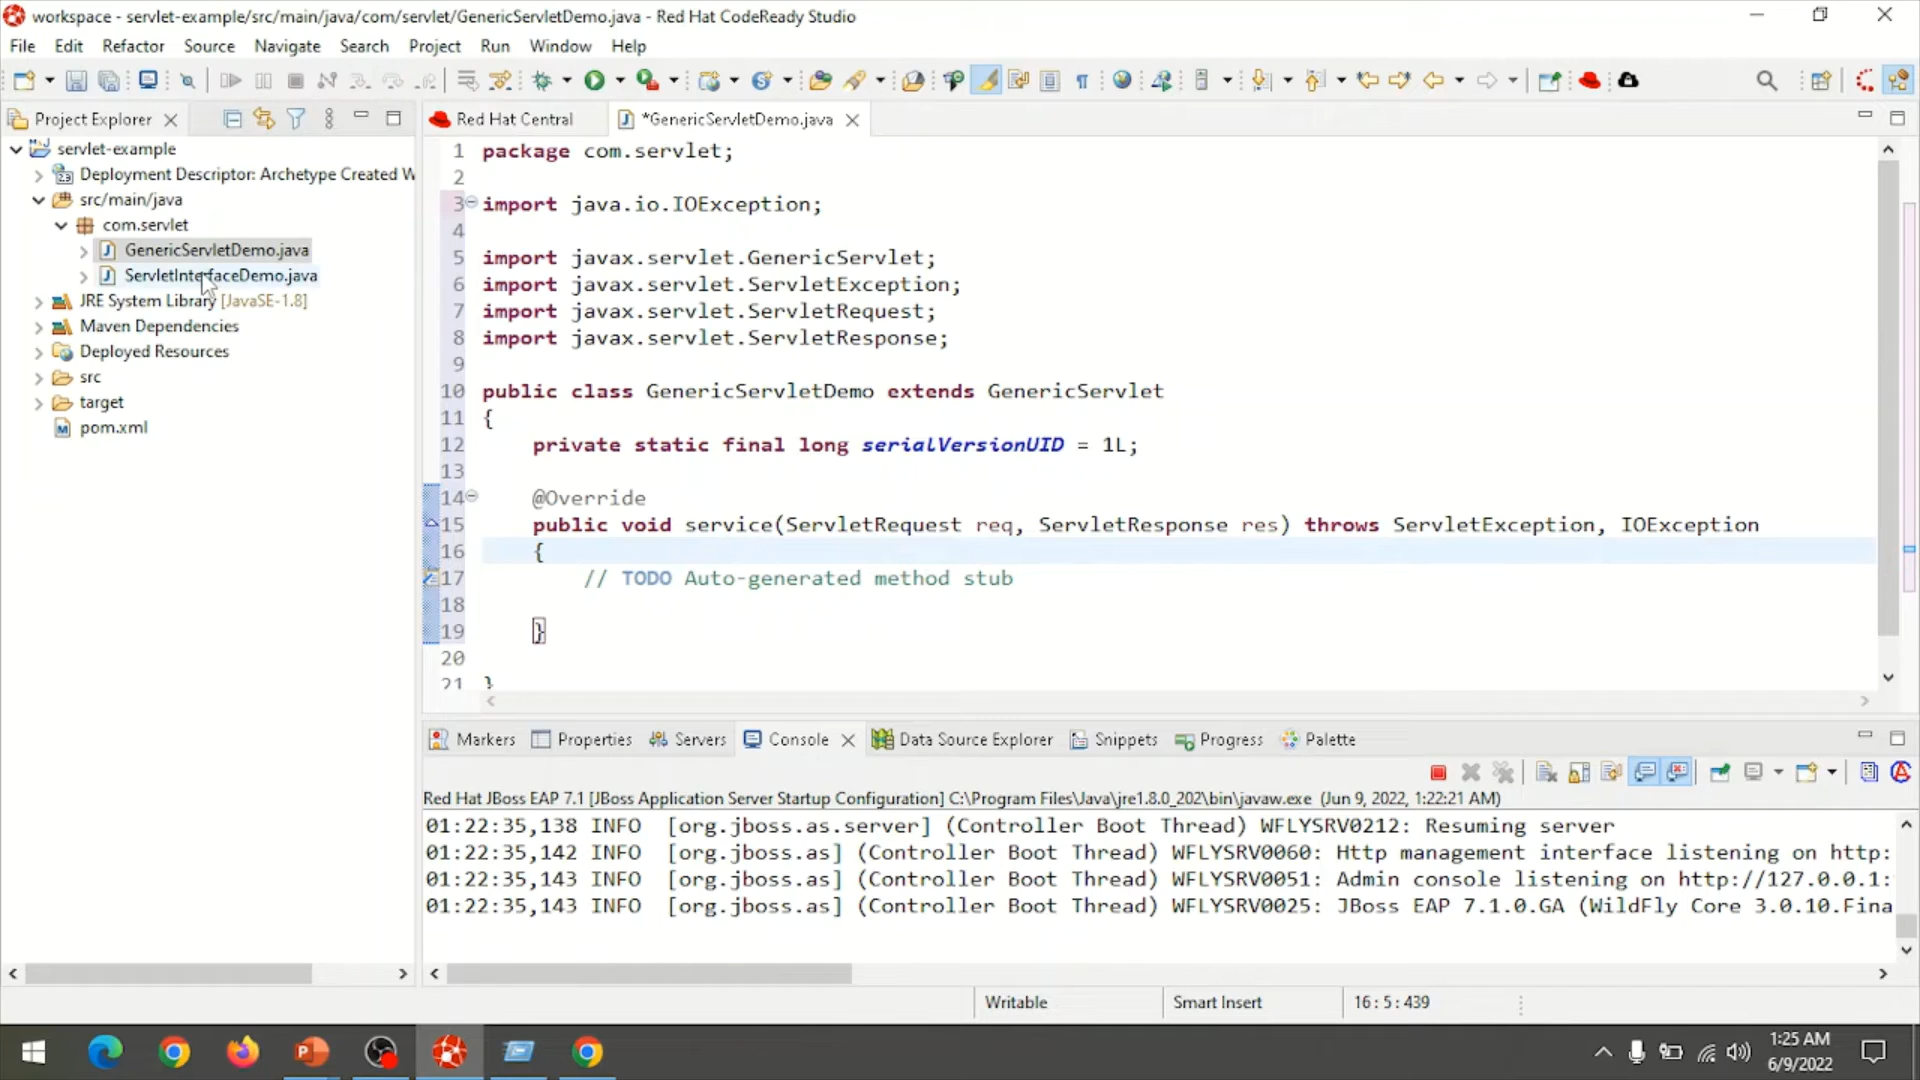 workspace - servlet-example/src/main/java/com/servlet/GenericServletDemo.java - Red Hat CodeReady Studio
File Edit Refactor Source Navigate Search Project Run Window Help
Project Explorer
Red Hat Central
*GenericServletDemo.java
servlet-example
Deployment Descriptor: Archetype Created W
src/main/java
com.servlet
GenericServletDemo.java
ServletInterfaceDemo.java
JRE System Library [JavaSE-1.8]
Maven Dependencies
Deployed Resources
src
target
pom.xml
1 package com.servlet;
2
3 import java.io.IOException;
4
5 import javax.servlet.GenericServlet;
6 import javax.servlet.ServletException;
7 import javax.servlet.ServletRequest;
8 import javax.servlet.ServletResponse;
9
10 public class GenericServletDemo extends GenericServlet
11 {
12 private static final long serialVersionUID = 1L;
13
14 @Override
15 public void service(ServletRequest req, ServletResponse res) throws ServletException, IOException
16 {
17 // TODO Auto-generated method stub
18
19 }
20
21 }
Markers Properties Servers Console Data Source Explorer Snippets Progress Palette
Red Hat JBoss EAP 7.1 [JBoss Application Server Startup Configuration] C:\Program Files\Java\jre1.8.0_202\bin\javaw.exe (Jun 9, 2022, 1:22:21 AM)
01:22:35,138 INFO [org.jboss.as.server] (Controller Boot Thread) WFLYSRV0212: Resuming server
01:22:35,142 INFO [org.jboss.as] (Controller Boot Thread) WFLYSRV0060: Http management interface listening on http:
01:22:35,143 INFO [org.jboss.as] (Controller Boot Thread) WFLYSRV0051: Admin console listening on http://127.0.0.1:
01:22:35,143 INFO [org.jboss.as] (Controller Boot Thread) WFLYSRV0025: JBoss EAP 7.1.0.GA (WildFly Core 3.0.10.Fina
Writable
Smart Insert
16 : 5 : 439
1:25 AM
6/9/2022